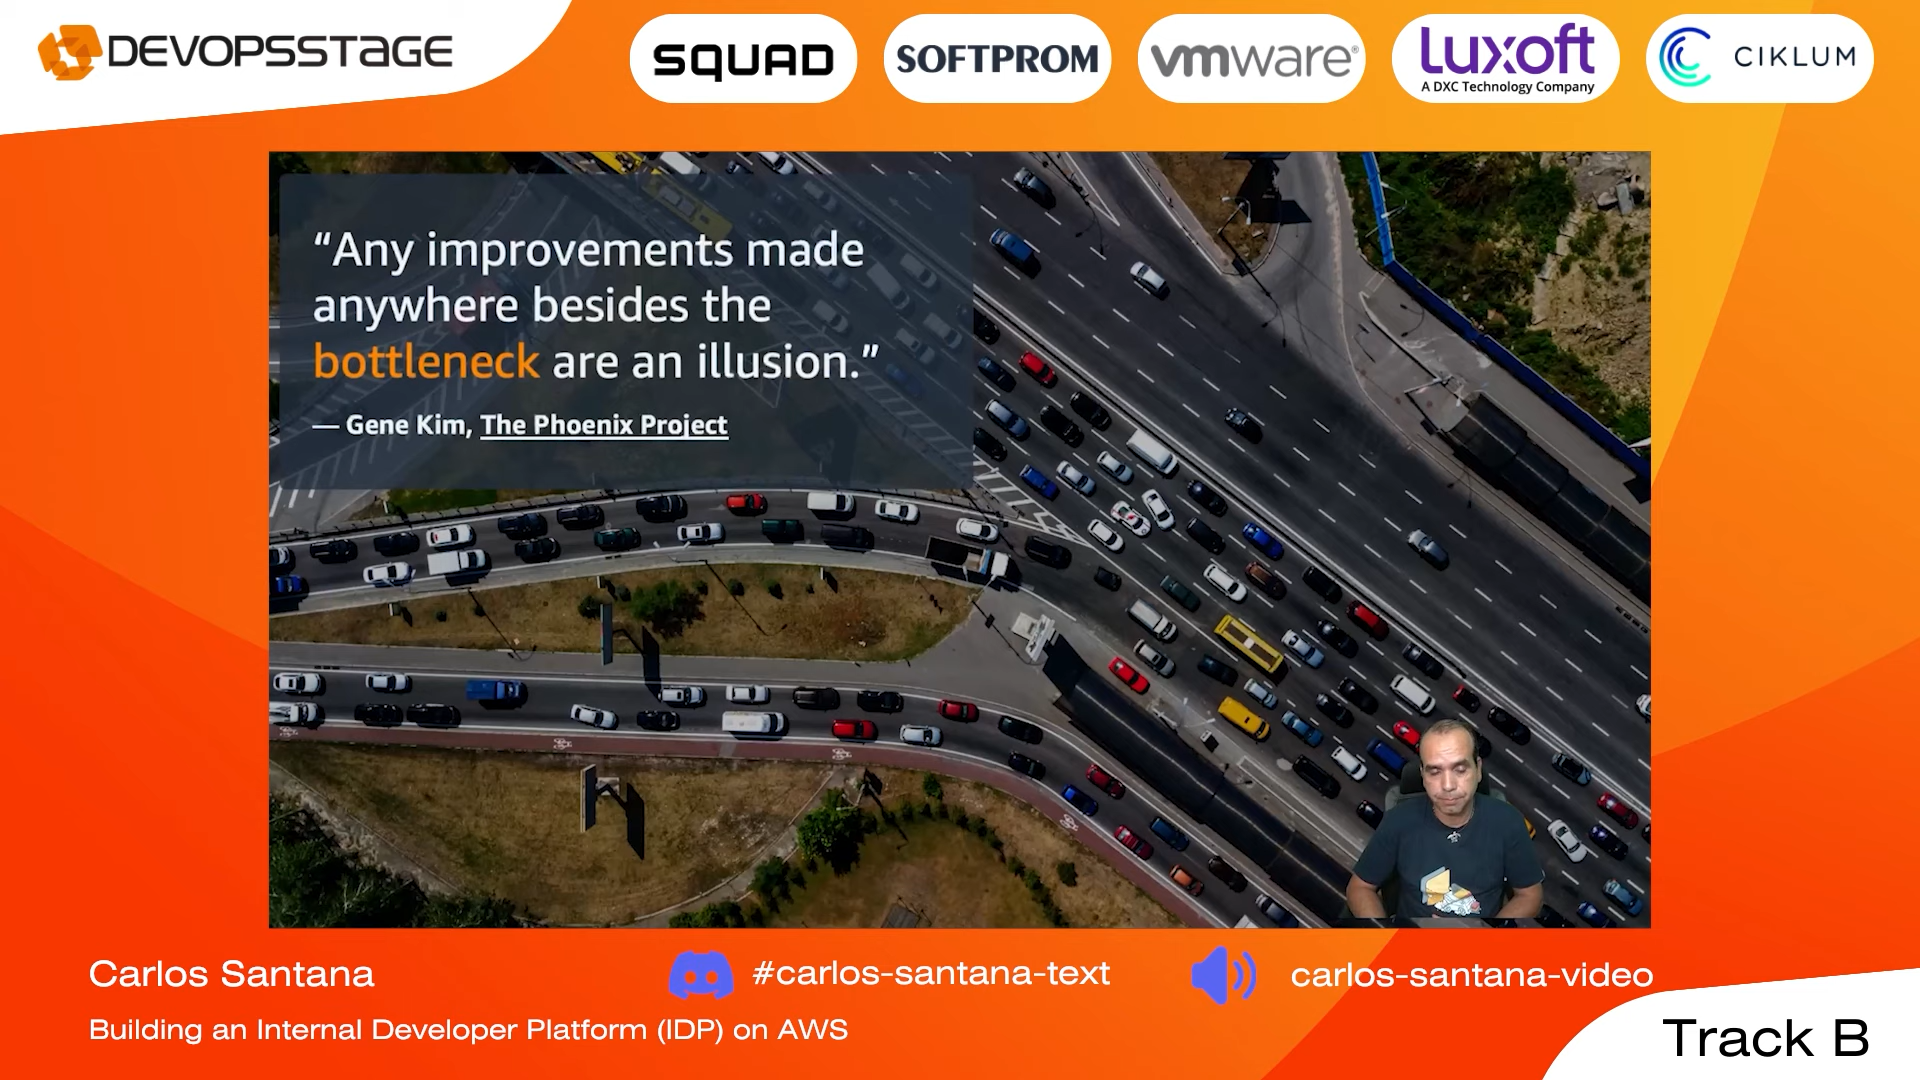 DEVOPSSTAGE
SQUAD
SOFTPROM
vmware®
Luxoft
A DXC Technology Company
CIKLUM
“Any improvements made
anywhere besides the
bottleneck are an illusion.”
— Gene Kim, The Phoenix Project
Carlos Santana
#carlos-santana-text
carlos-santana-video
Building an Internal Developer Platform (IDP) on AWS
Track B